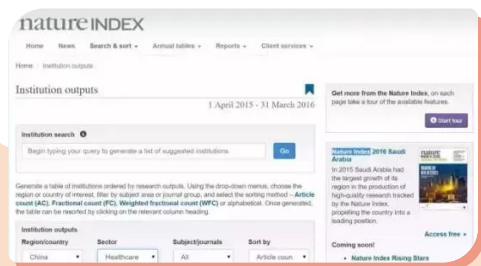 nature INDEX
Home News Search & sort Annual tables Reports Client services
Home Institution outputs
Institution outputs
1 April 2015 - 31 March 2016
Institution search
Begin typing your query to generate a list of suggested institutions.
Go
Generate a table of institutions ordered by research outputs. Using the drop-down menus, choose the
region or country of interest, filter by subject area or journal group, and select the sorting method – Article
count (AC), Fractional count (FC), Weighted fractional count (WFC) or alphabetical. Once generated,
the table can be resorted by clicking on the relevant column heading.
Institution outputs
Region/country Sector Subject/journals Sort by
China Healthcare All Article coun
Get more from the Nature Index, on each
page take a tour of the available features.
Start tour
Nature Index 2016 Saudi
Arabia
In 2015 Saudi Arabia had
the largest growth of its
region in the production of
high-quality research tracked
by the Nature Index,
propelling the country into a
leading position.
Access free »
Coming soon!
• Nature Index Rising Stars